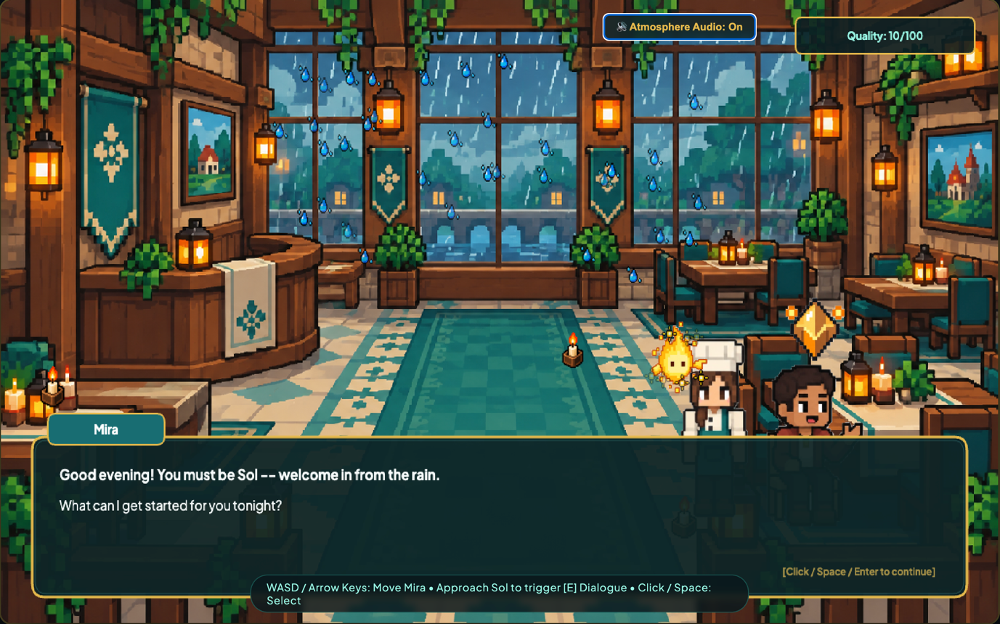 Atmosphere Audio: On
Quality: 10/100
Mira
Good evening! You must be Sol -- welcome in from the rain.
What can I get started for you tonight?
[Click / Space / Enter to continue]
WASD / Arrow Keys: Move Mira • Approach Sol to trigger [E] Dialogue • Click / Space:
Select